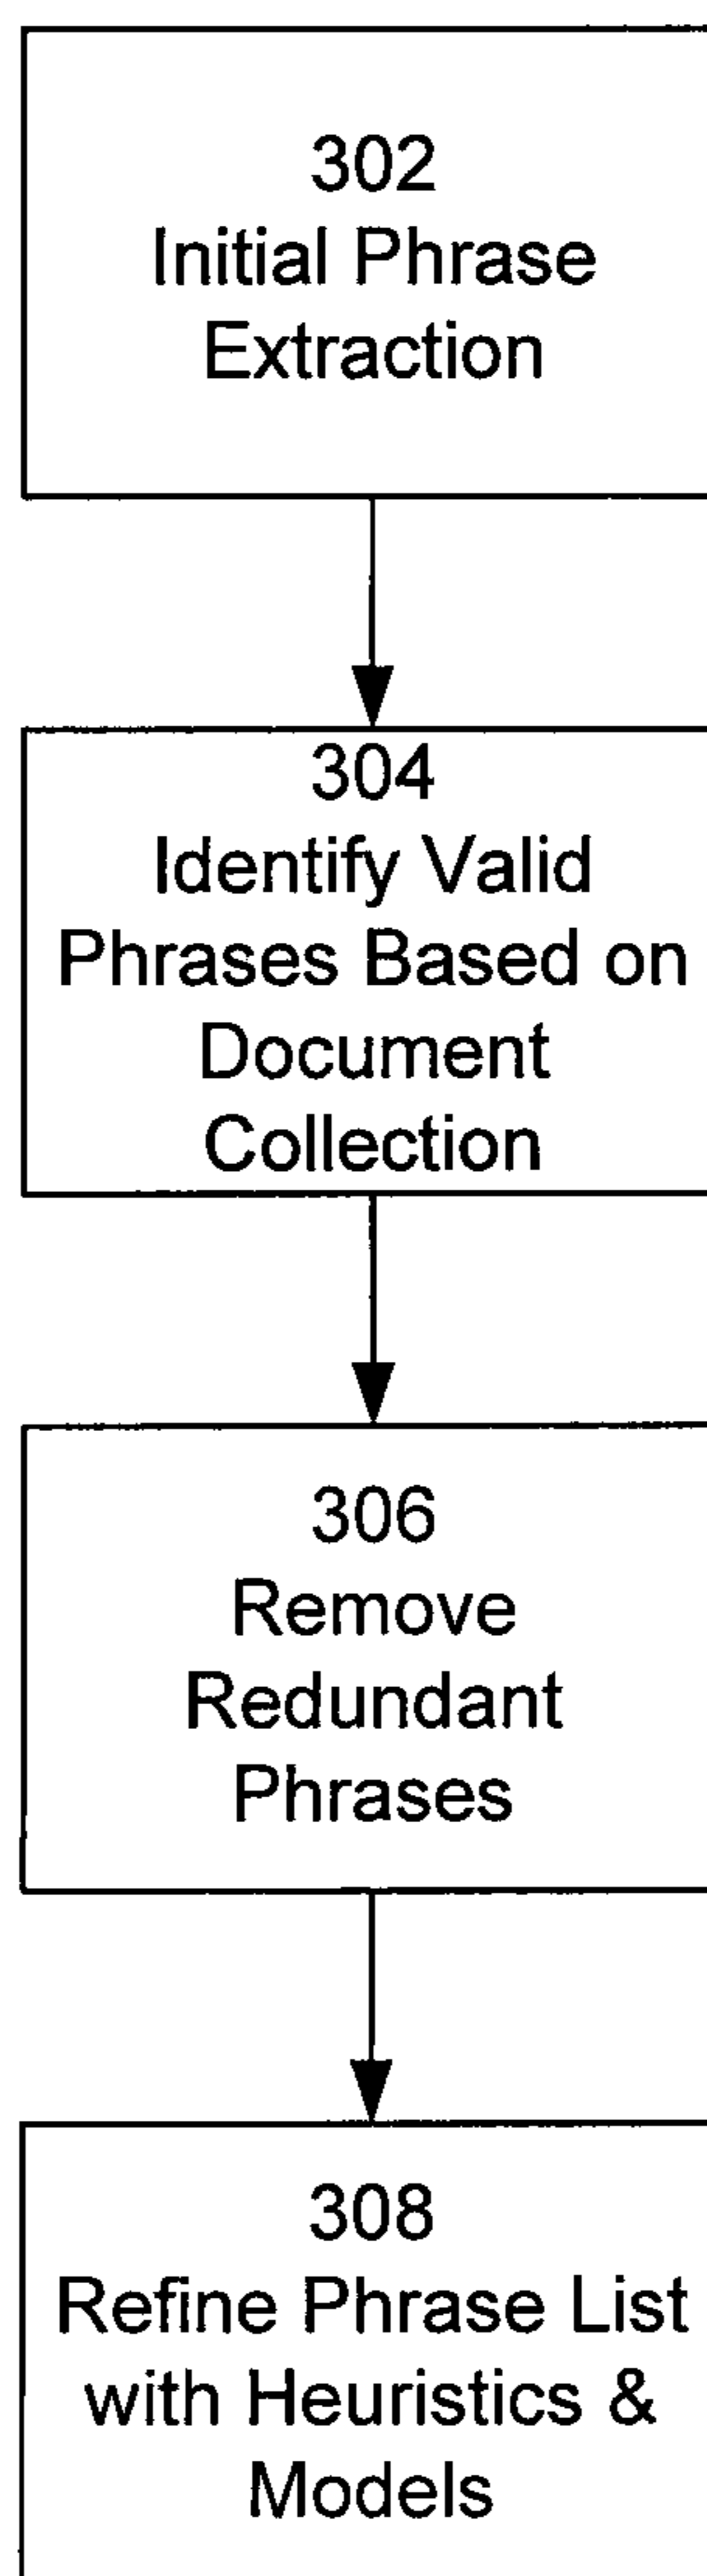 302
Initial Phrase
Extraction
304
Identify Valid
Phrases Based on
Document
Collection
306
Remove
Redundant
Phrases
308
Refine Phrase List
with Heuristics &
Models